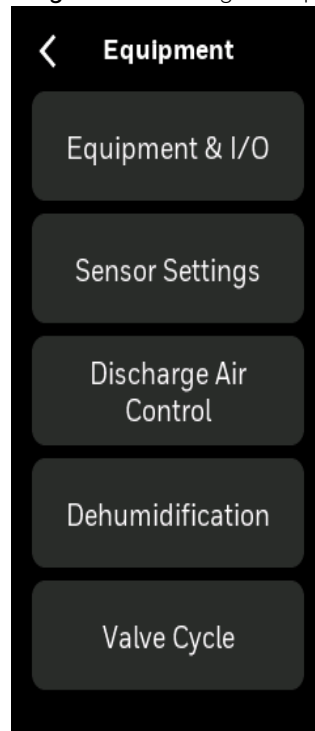 Equipment
Equipment & I/O
Sensor Settings
Discharge Air
Control
Dehumidification
Valve Cycle